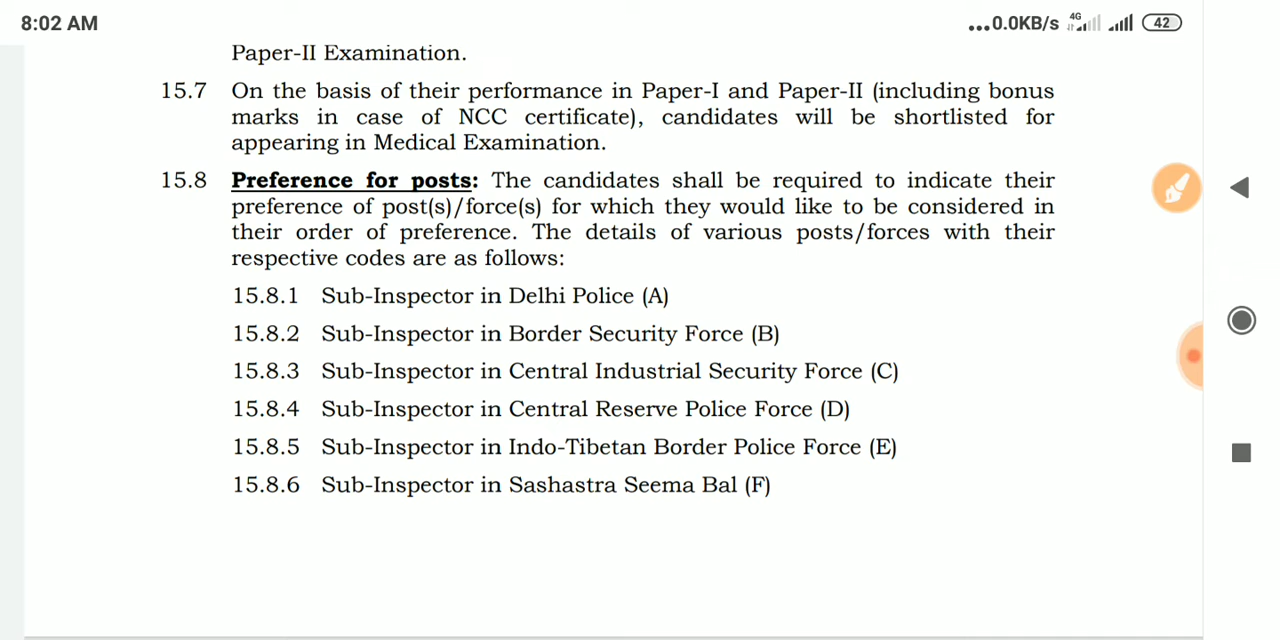 8:02 AM
...0.0KB/s 4G 42
Paper-II Examination.
15.7 On the basis of their performance in Paper-I and Paper-II (including bonus
marks in case of NCC certificate), candidates will be shortlisted for
appearing in Medical Examination.
15.8 Preference for posts: The candidates shall be required to indicate their
preference of post(s)/force(s) for which they would like to be considered in
their order of preference. The details of various posts/forces with their
respective codes are as follows:
15.8.1 Sub-Inspector in Delhi Police (A)
15.8.2 Sub-Inspector in Border Security Force (B)
15.8.3 Sub-Inspector in Central Industrial Security Force (C)
15.8.4 Sub-Inspector in Central Reserve Police Force (D)
15.8.5 Sub-Inspector in Indo-Tibetan Border Police Force (E)
15.8.6 Sub-Inspector in Sashastra Seema Bal (F)